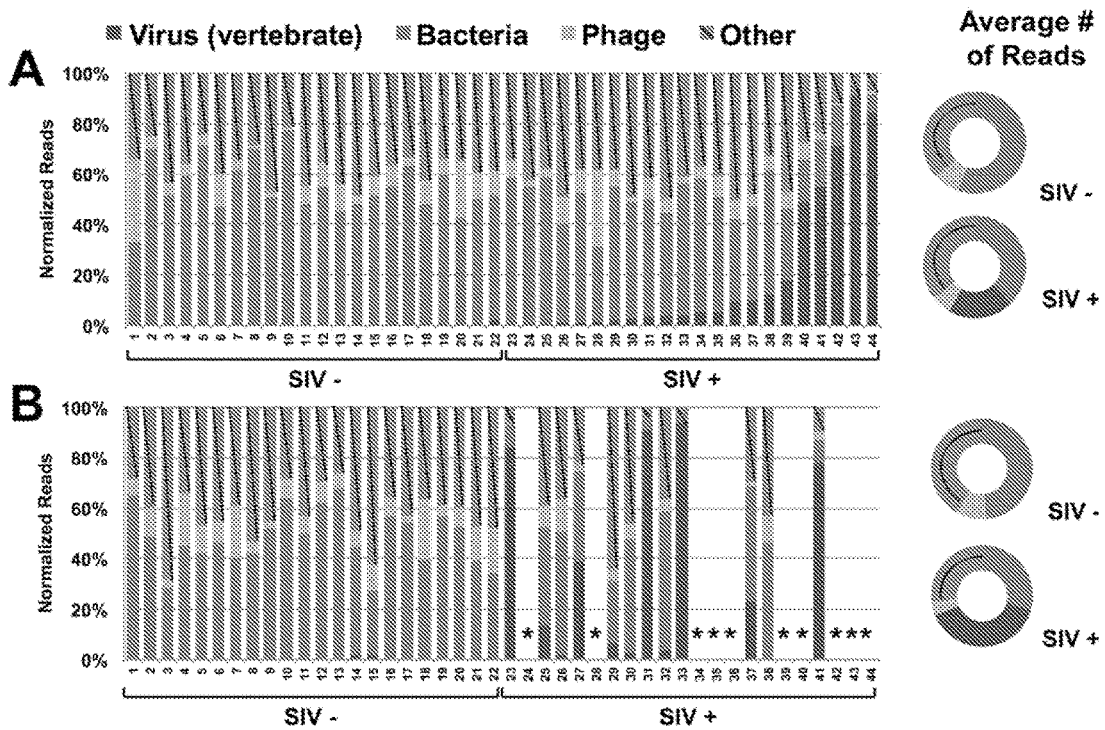 Virus (vertebrate) Bacteria Phage Other
Average #
of Reads
A
Normalized Reads
100%
80%
60%
40%
20%
0%
1 2 3 4 5 6 7 8 9 10 11 12 13 14 15 16 17 18 19 20 21 22 23 24 25 26 27 28 29 30 31 32 33 34 35 36 37 38 39 40 41 42 43 44
SIV - SIV +
SIV -
SIV +
B
Normalized Reads
100%
80%
60%
40%
20%
0%
* * * * * * * * * *
1 2 3 4 5 6 7 8 9 10 11 12 13 14 15 16 17 18 19 20 21 22 23 24 25 26 27 28 29 30 31 32 33 34 35 36 37 38 39 40 41 42 43 44
SIV - SIV +
SIV -
SIV +